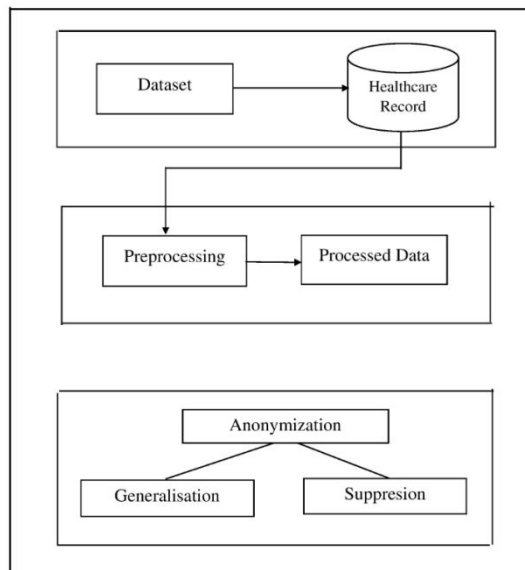 Dataset
Healthcare
Record
Preprocessing
Processed Data
Anonymization
Generalisation
Suppresion